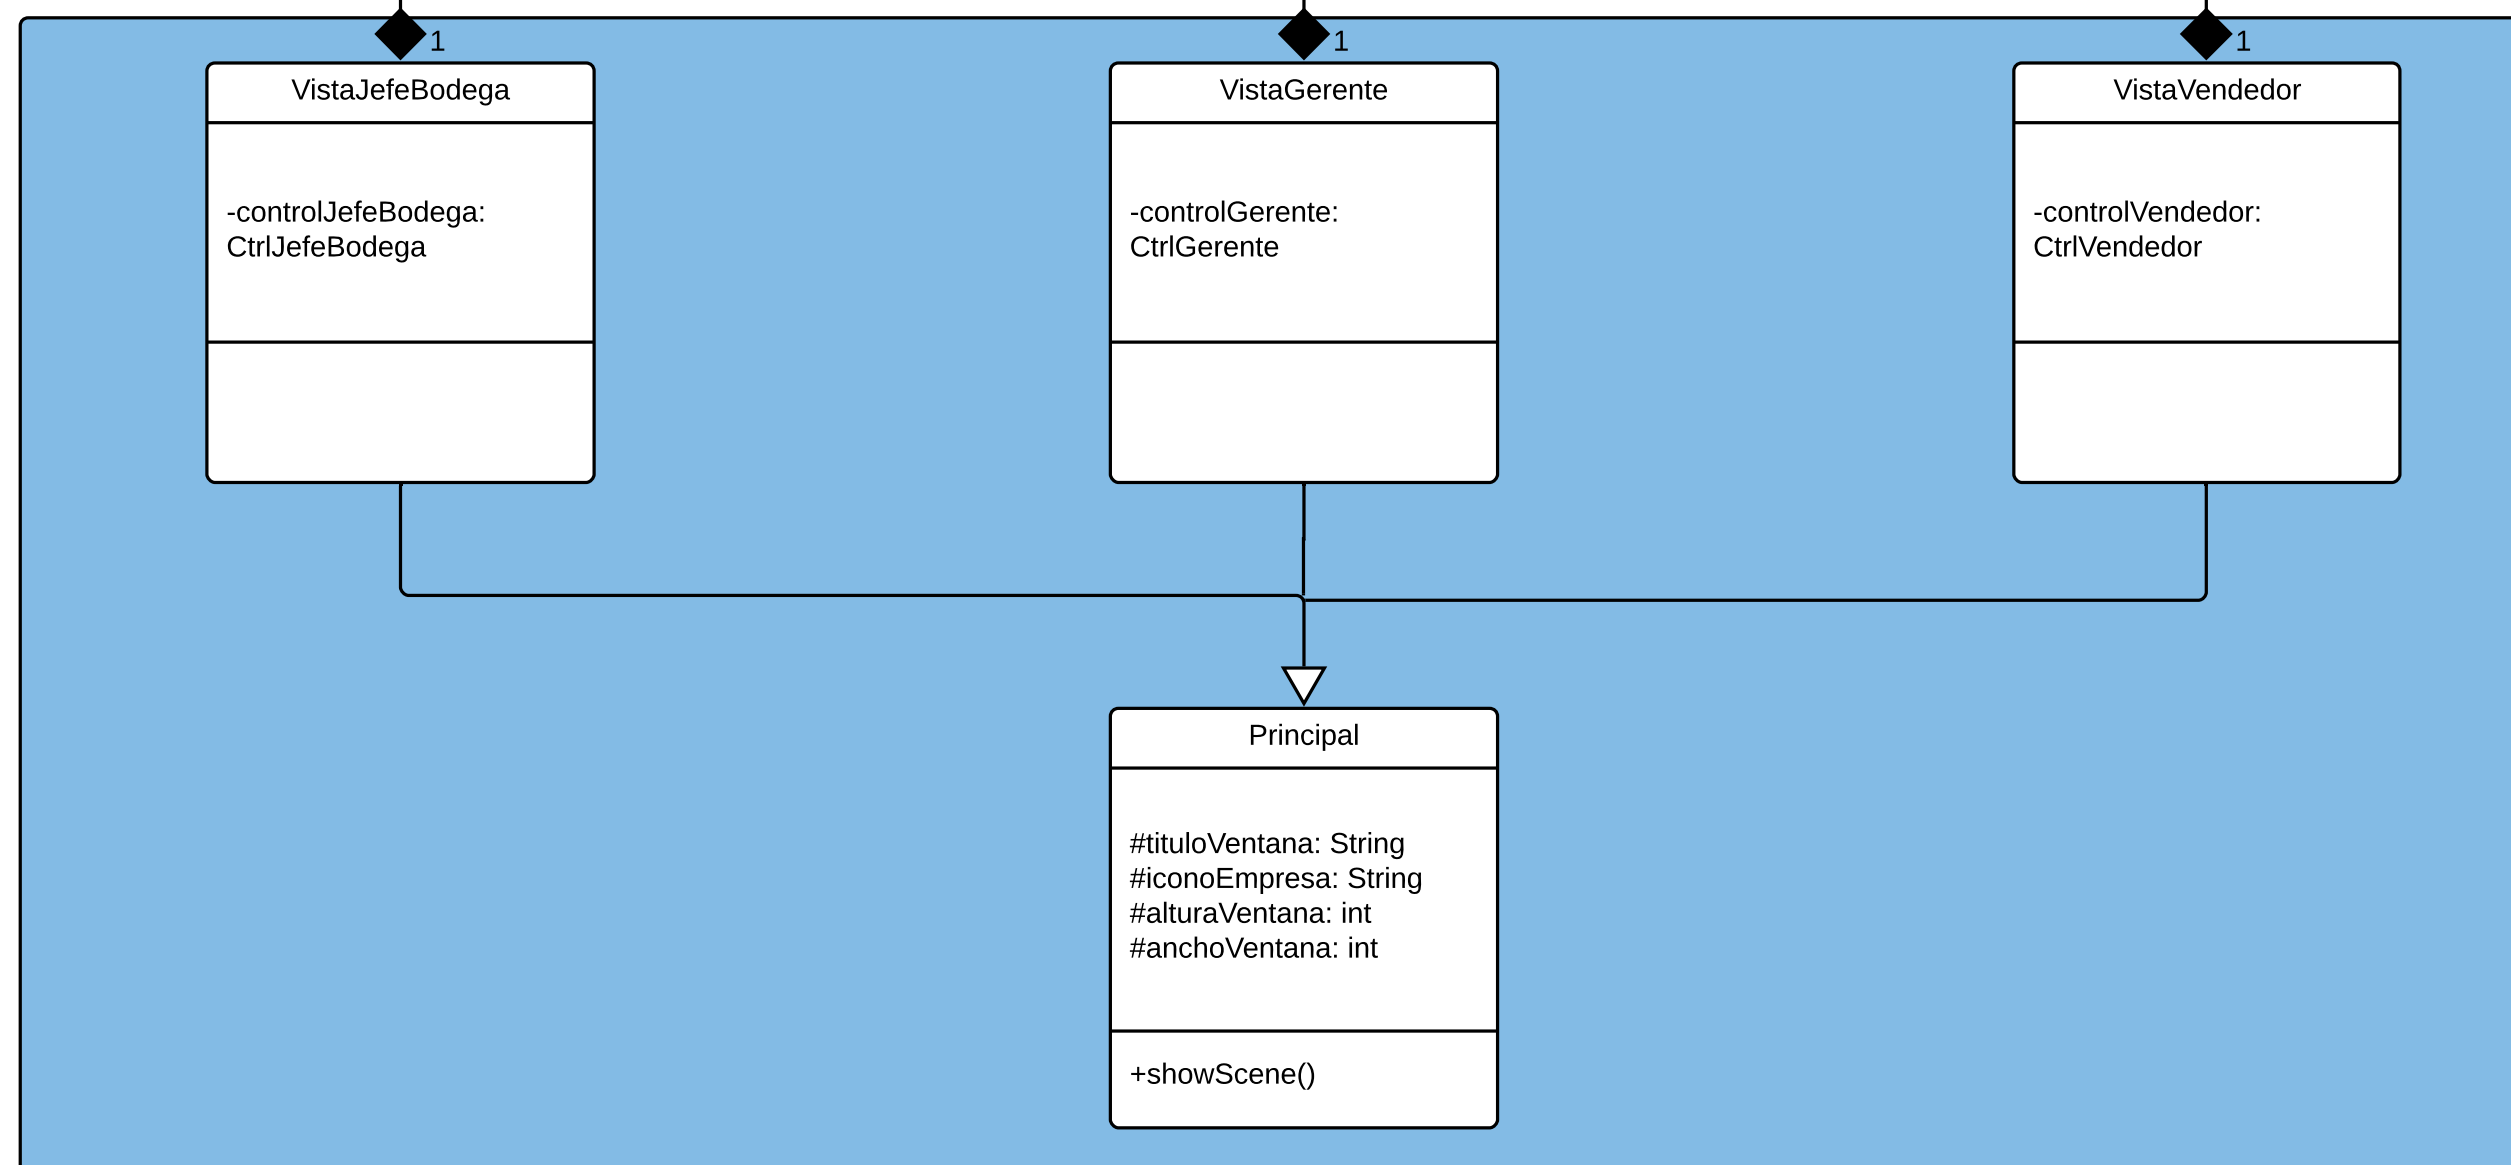 1
1
1
VistaJefeBodega
VistaGerente
VistaVendedor
-controlJefeBodega:
CtrlJefeBodega
-controlGerente:
CtrlGerente
-controlVendedor:
CtrlVendedor
Principal
#tituloVentana: String
#iconoEmpresa: String
#alturaVentana: int
#anchoVentana: int
+showScene()